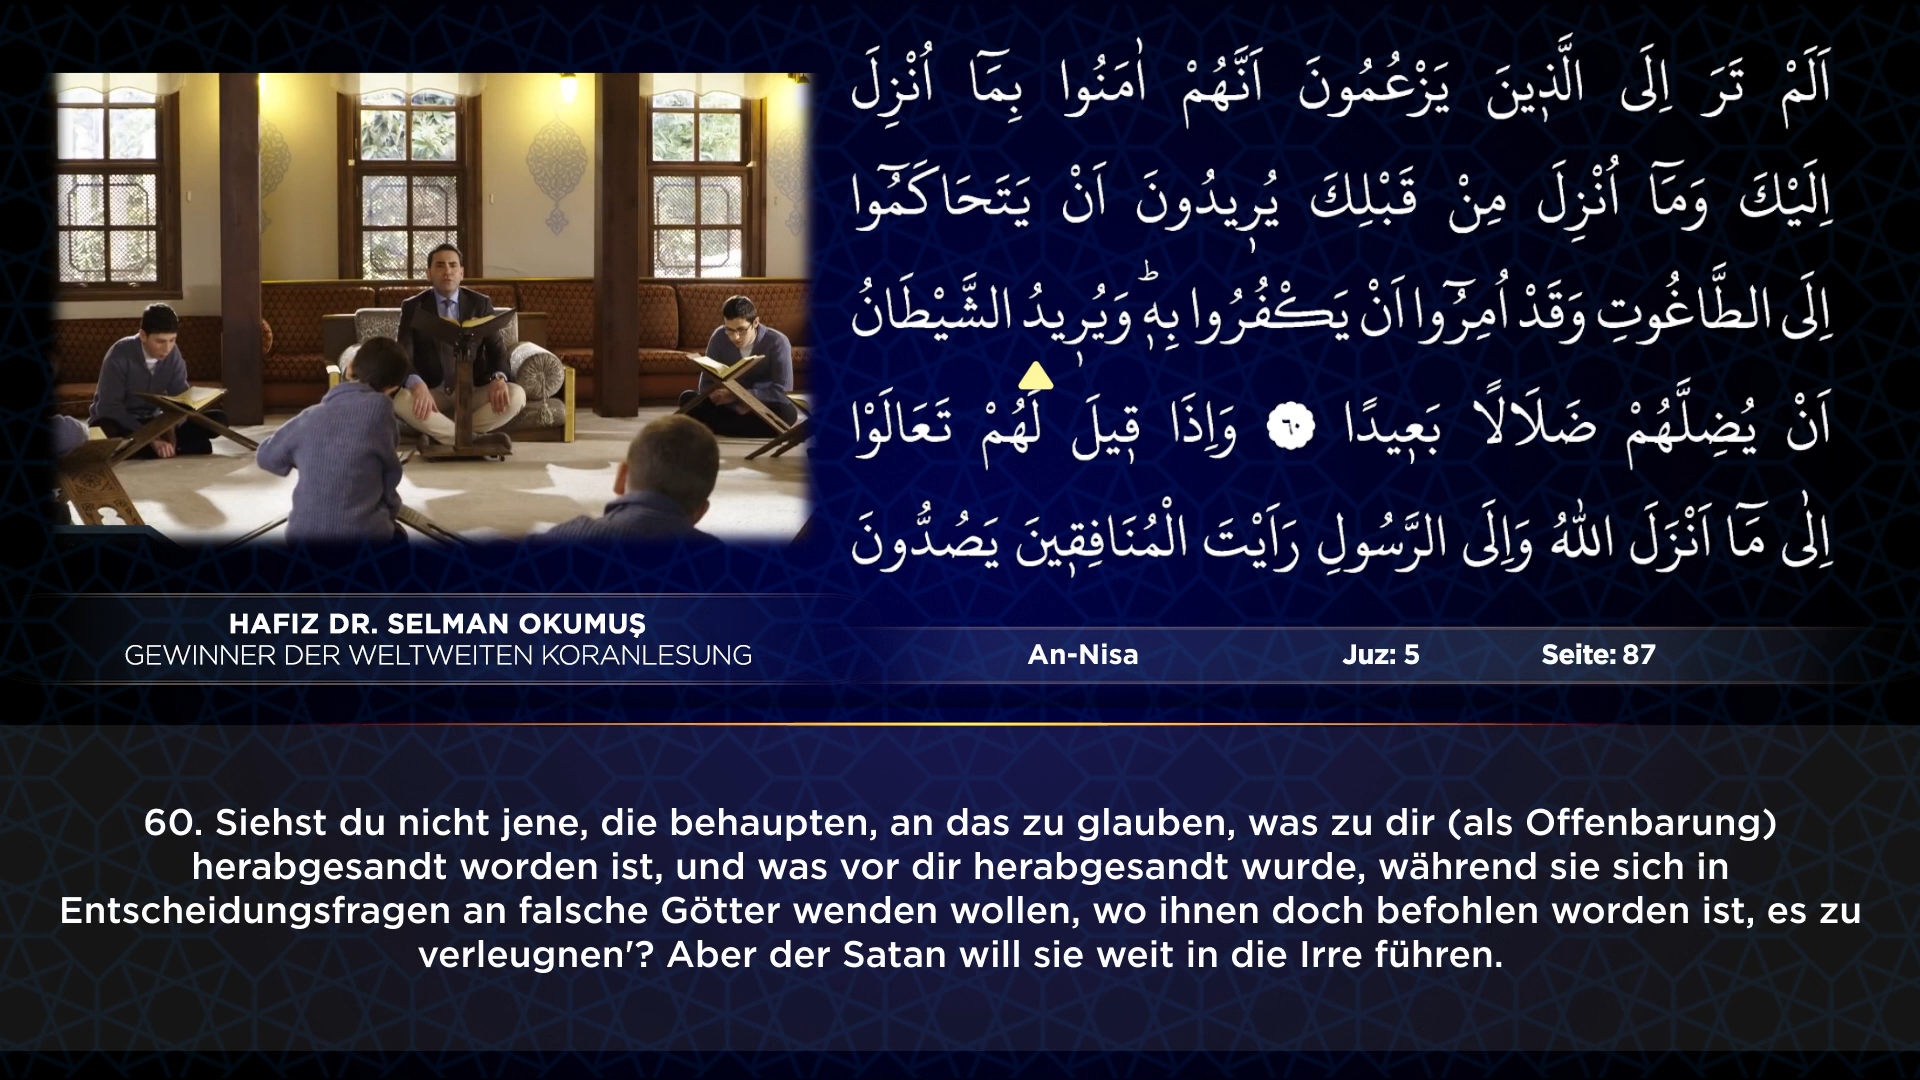 اَلَمْ تَرَ اِلَى الَّذ۪ينَ يَزْعُمُونَ اَنَّهُمْ اٰمَنُوا بِمَٓا اُنْزِلَ
اِلَيْكَ وَمَٓا اُنْزِلَ مِنْ قَبْلِكَ يُر۪يدُونَ اَنْ يَتَحَاكَمُٓوا
اِلَى الطَّاغُوتِ وَقَدْ اُمِرُٓوا اَنْ يَكْفُرُوا بِه۪ۜ وَيُر۪يدُ الشَّيْطَانُ
اَنْ يُضِلَّهُمْ ضَلَالًا بَع۪يدًا ٦٠ وَاِذَا ق۪يلَ لَهُمْ تَعَالَوْا
اِلٰى مَٓا اَنْزَلَ اللّٰهُ وَاِلَى الرَّسُولِ رَاَيْتَ الْمُنَافِق۪ينَ يَصُدُّونَ
HAFIZ DR. SELMAN OKUMUŞ
GEWINNER DER WELTWEITEN KORANLESUNG
An-Nisa Juz: 5 Seite: 87
60. Siehst du nicht jene, die behaupten, an das zu glauben, was zu dir (als Offenbarung)
herabgesandt worden ist, und was vor dir herabgesandt wurde, während sie sich in
Entscheidungsfragen an falsche Götter wenden wollen, wo ihnen doch befohlen worden ist, es zu
verleugnen'? Aber der Satan will sie weit in die Irre führen.